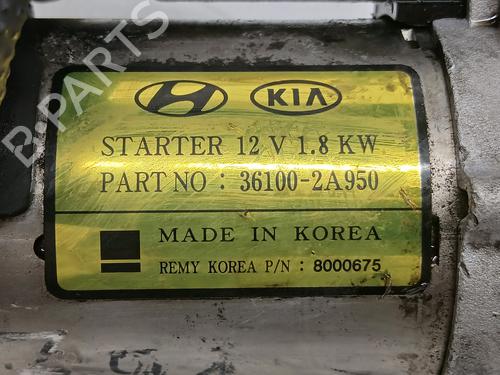 B-PARTS
KIA
STARTER 12 V 1.8 KW
PART NO : 36100-2A950
MADE IN KOREA
REMY KOREA P/N : 8000675